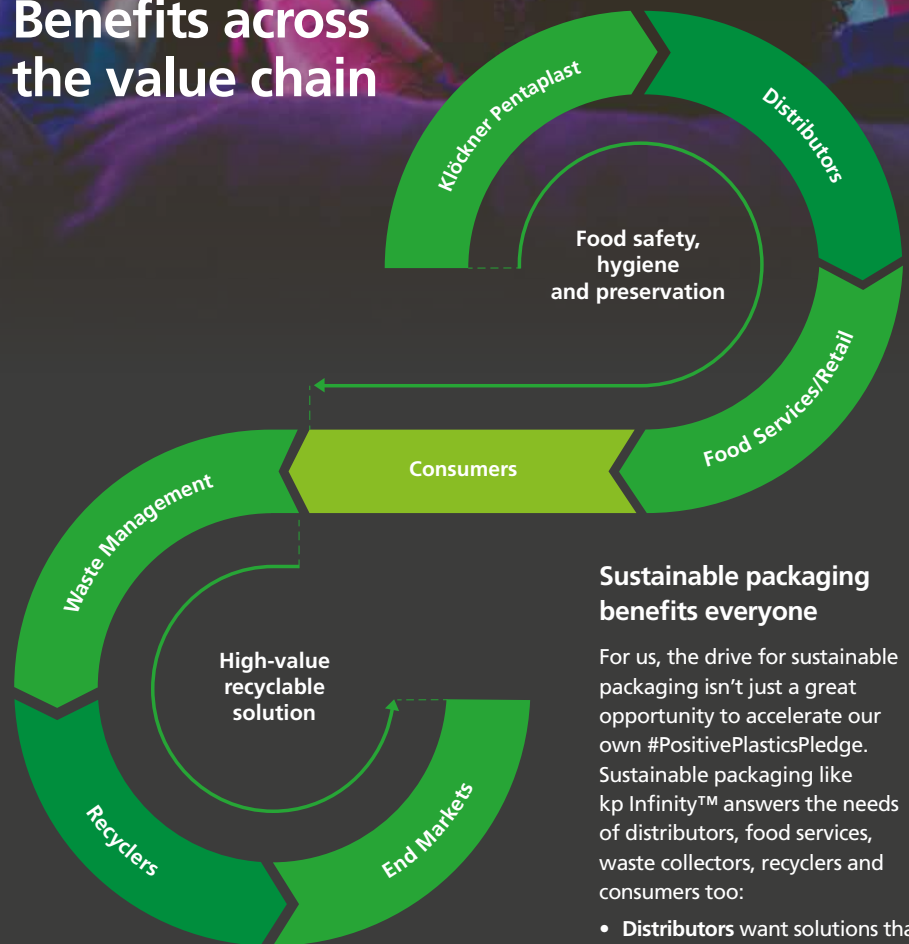 Benefits across
the value chain
Klöckner Pentaplast
Distributors
Food safety,
hygiene
and preservation
Food Services/Retail
Consumers
Waste Management
High-value
recyclable
solution
Recyclers
End Markets
Sustainable packaging
benefits everyone
For us, the drive for sustainable
packaging isn't just a great
opportunity to accelerate our
own #PositivePlasticsPledge.
Sustainable packaging like
kp Infinity™ answers the needs
of distributors, food services,
waste collectors, recyclers and
consumers too:
• Distributors want solutions